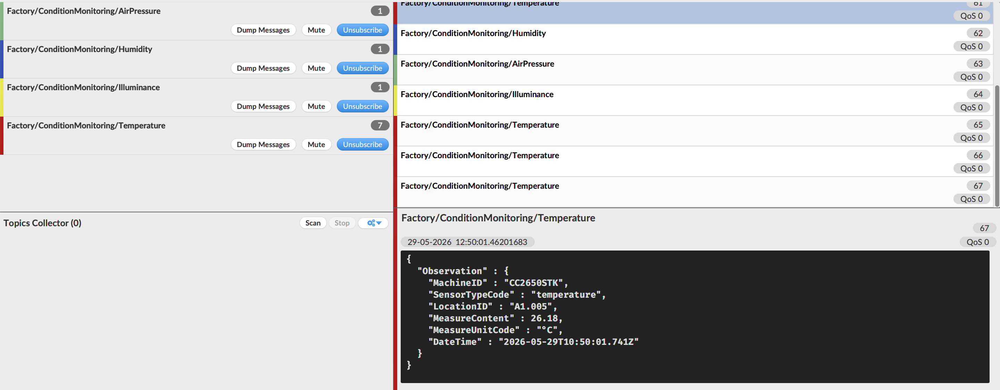 Factory/ConditionMonitoring/AirPressure 1
Dump Messages Mute Unsubscribe
Factory/ConditionMonitoring/Humidity 1
Dump Messages Mute Unsubscribe
Factory/ConditionMonitoring/Illuminance 1
Dump Messages Mute Unsubscribe
Factory/ConditionMonitoring/Temperature 7
Dump Messages Mute Unsubscribe
Topics Collector (0) Scan Stop
Factory/ConditionMonitoring/Temperature 61
QoS 0
Factory/ConditionMonitoring/Humidity 62
QoS 0
Factory/ConditionMonitoring/AirPressure 63
QoS 0
Factory/ConditionMonitoring/Illuminance 64
QoS 0
Factory/ConditionMonitoring/Temperature 65
QoS 0
Factory/ConditionMonitoring/Temperature 66
QoS 0
Factory/ConditionMonitoring/Temperature 67
QoS 0
Factory/ConditionMonitoring/Temperature
67
29-05-2026 12:50:01.46201683 QoS 0
{
"Observation" : {
"MachineID" : "CC2650STK",
"SensorTypeCode" : "temperature",
"LocationID" : "A1.005",
"MeasureContent" : 26.18,
"MeasureUnitCode" : "°C",
"DateTime" : "2026-05-29T10:50:01.741Z"
}
}